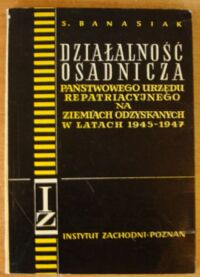 S. BANASIAK
DZIAŁALNOŚĆ
OSADNICZA
PAŃSTWOWEGO URZĘDU
REPATRIACYJNEGO
NA
ZIEMIACH ODZYSKANYCH
W LATACH 1945-1947
IZ
INSTYTUT ZACHODNI-POZNAŃ